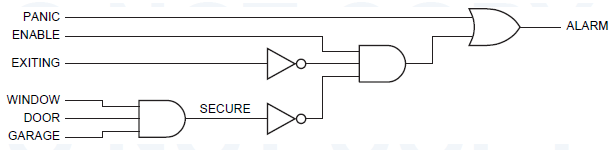 PANIC
ENABLE
ALARM
EXITING
WINDOW
DOOR
SECURE
GARAGE